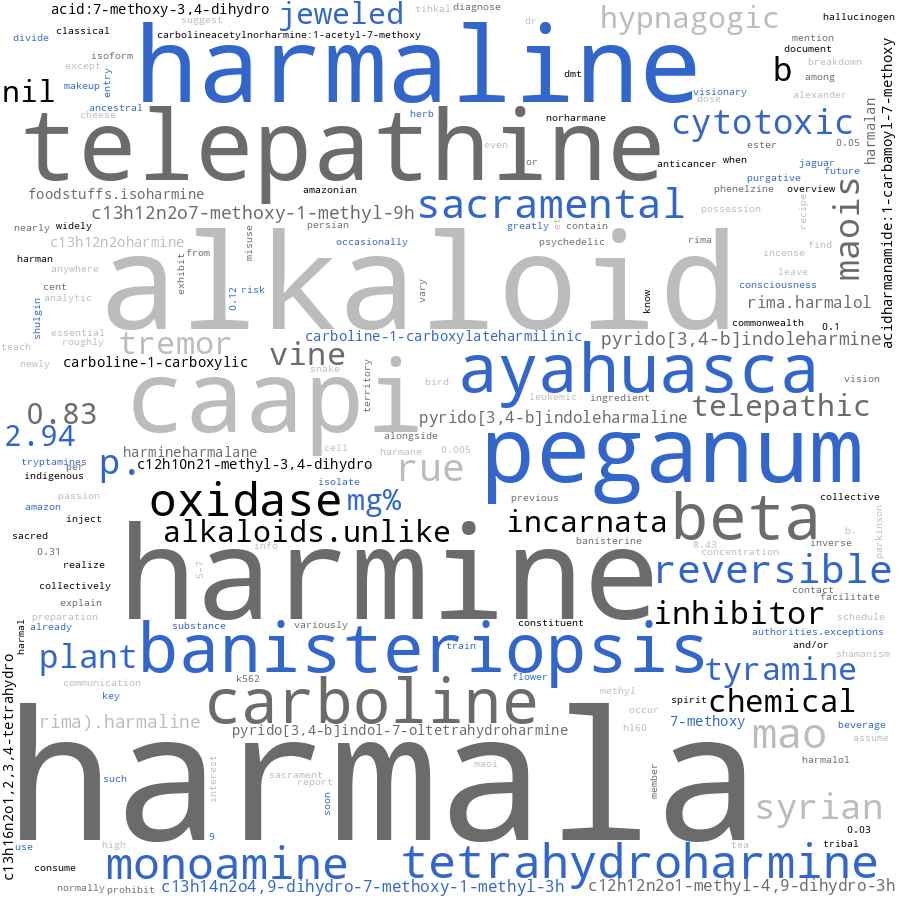 acid:7-methoxy-3,4-dihydro
jeweled
tihkal
diagnose
suggest
dr
hypnagogic
hallucinogen
divide
classical
carbolineacetylnorharmine:1-acetyl-7-methoxy
harmaline
mention
document
isoform
except
breakdown
nil
makeup
entry
dmt
b
among
visionary
dose
alexander
ancestral
cheese
herb
norharmane
telepathine
cytotoxic
even
or
ester
0.05
harmalan
acidharmanamide:1-carbamoyl-7-methoxy
anticancer
when
jaguar
future
purgative
foodstuffs.isoharmine
amazonian
phenelzine
overview
maois
sacramental
c13h12n2o7-methoxy-1-methyl-9h
possession
recipe
nearly
widely
persian
greatly
et
contain
c13h12n2oharmine
misuse
occasionally
psychedelic
rima
alkaloid
from
incense
find
harman
anywhere
exhibit
leave
cent
0.12
risk
vary
know
consciousness
analytic
shulgin
rima.harmalol
commonwealth
0.1
essential
roughly
tremor
carboline-1-carboxylateharmilinic
pyrido[3,4-b]indoleharmine
teach
newly
carboline-1-carboxylic
vine
ayahuasca
snake
territory
bird
vision
caapi
leukemic
ingredient
telepathic
0.83
pyrido[3,4-b]indoleharmaline
2.94
alongside
peganum
harmineharmalane
cell
harmane
0.005
tryptamines
per
p.
c12h10n21-methyl-3,4-dihydro
rue
indigenous
isolate
passion
oxidase
mg%
previous
beta
collective
amazon
inject
alkaloids.unlike
incarnata
b.
parkinson
sacred
harmine
banisterine
8.43
inverse
0.31
info
concentration
realize
5-7
reversible
collectively
contact
facilitate
explain
inhibitor
preparation
schedule
already
substance
variously
constituent
authorities.exceptions
harmal
banisteriopsis
train
and/or
plant
shamanism
tyramine
communication
k562
flower
key
carboline
methyl
spirit
chemical
occur
rima).harmaline
7-methoxy
beverage
hl60
mao
assume
pyrido[3,4-b]indol-7-oltetrahydroharmine
c13h16n2o1,2,3,4-tetrahydro
harmala
harmalol
maoi
such
interest
sacrament
report
member
soon
syrian
9
0.03
use
high
tea
tribal
consume
monoamine
tetrahydroharmine
normally
prohibit
c13h14n2o4,9-dihydro-7-methoxy-1-methyl-3h
c12h12n2o1-methyl-4,9-dihydro-3h